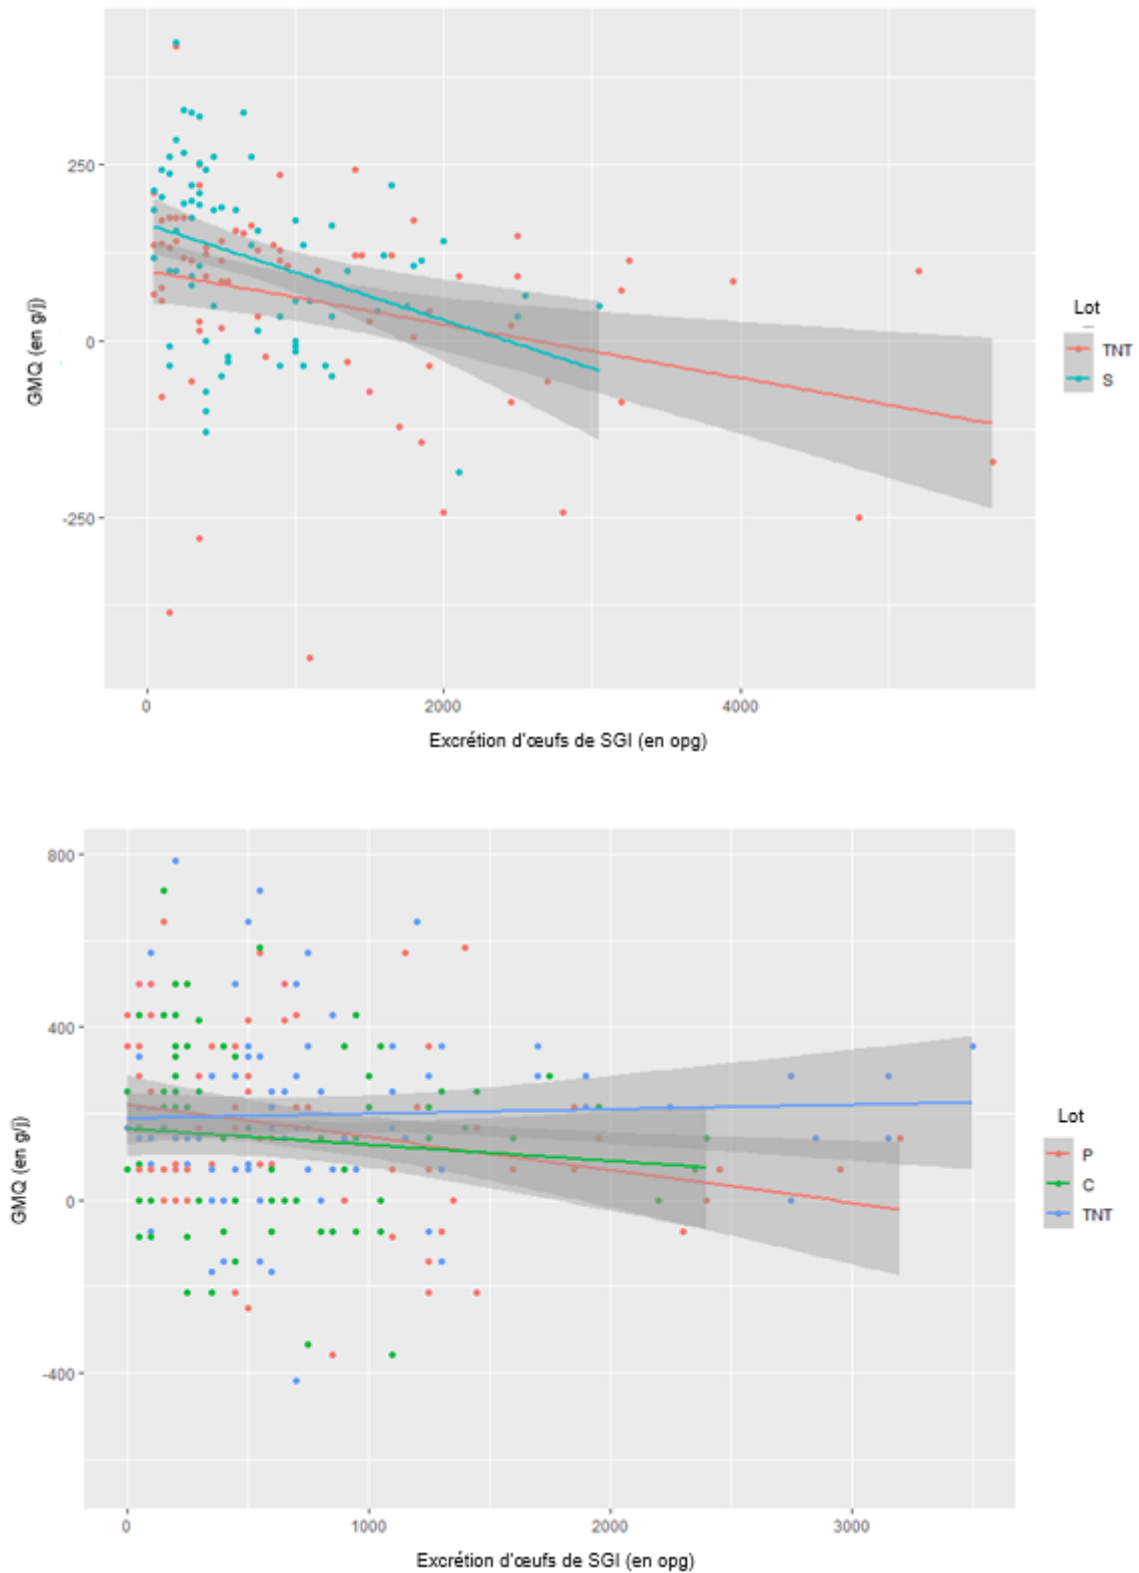 250
0
-250
GMQ (en g/j)
0
2000
4000
Excrétion d'œufs de SGI (en opg)
Lot
TNT
S
800
400
0
-400
GMQ (en g/j)
0
1000
2000
3000
Excrétion d'œufs de SGI (en opg)
Lot
P
C
TNT